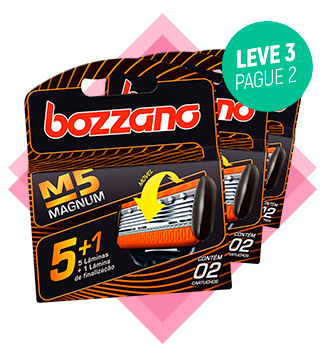 LEVE 3
PAGUE 2
bozzano
M5
MAGNUM
MÓVEL
5+1
5 Lâminas
+ 1 Lâmina
de finalização
CONTÉM
02
CARTUCHOS
CONTÉM
02
CARTUCHOS
02